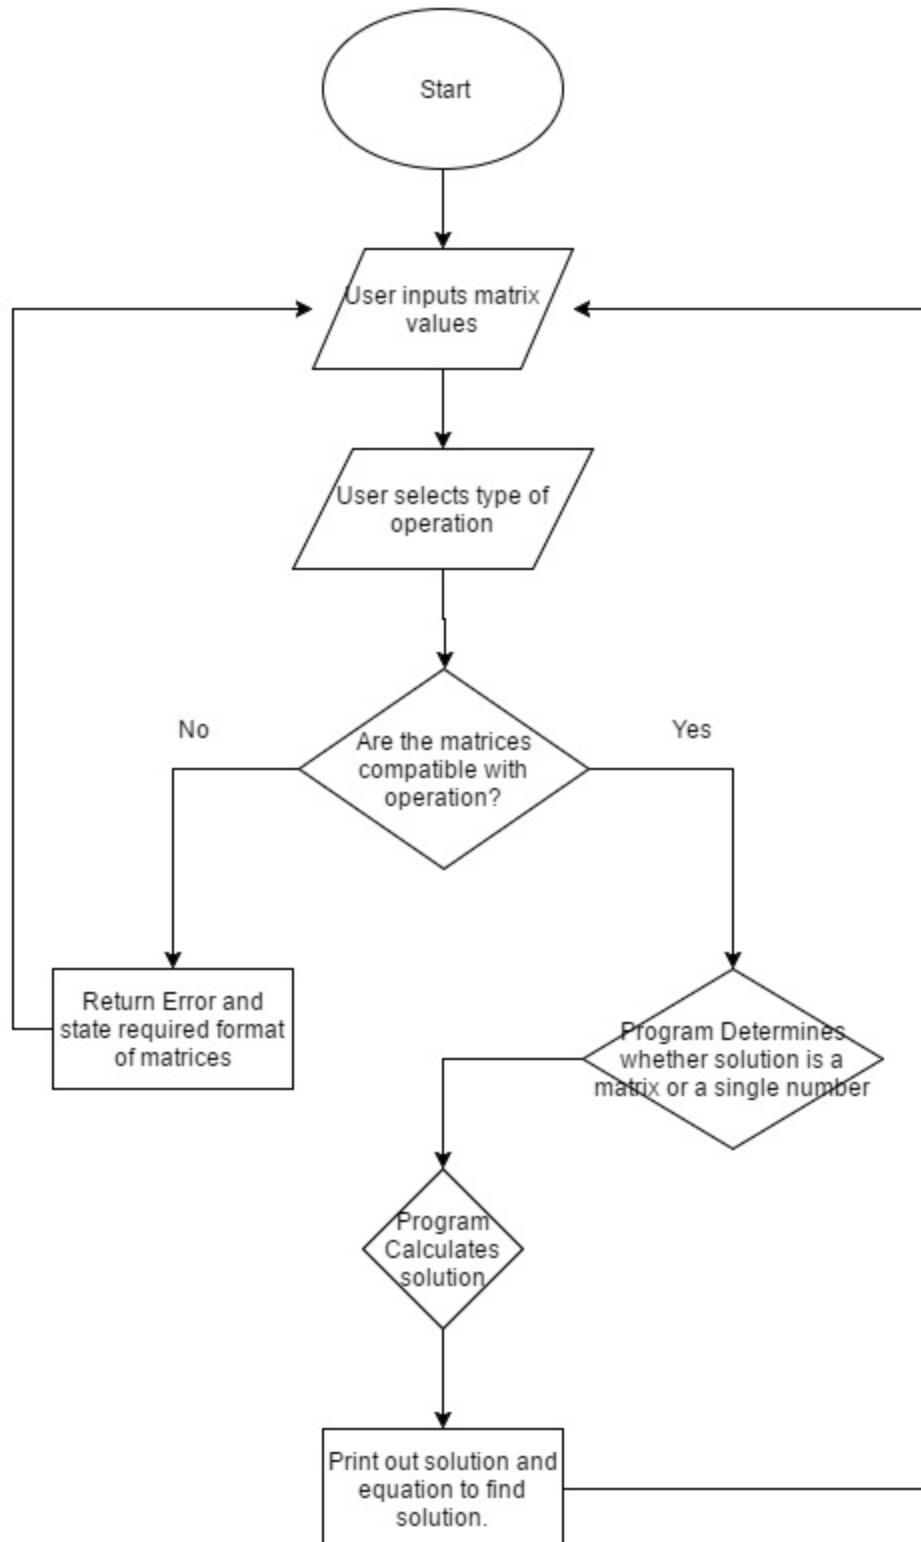 Start
User inputs matrix
values
User selects type of
operation
No
Yes
Are the matrices
compatible with
operation?
Return Error and
state required format
of matrices
Program Determines
whether solution is a
matrix or a single number
Program
Calculates
solution
Print out solution and
equation to find
solution.